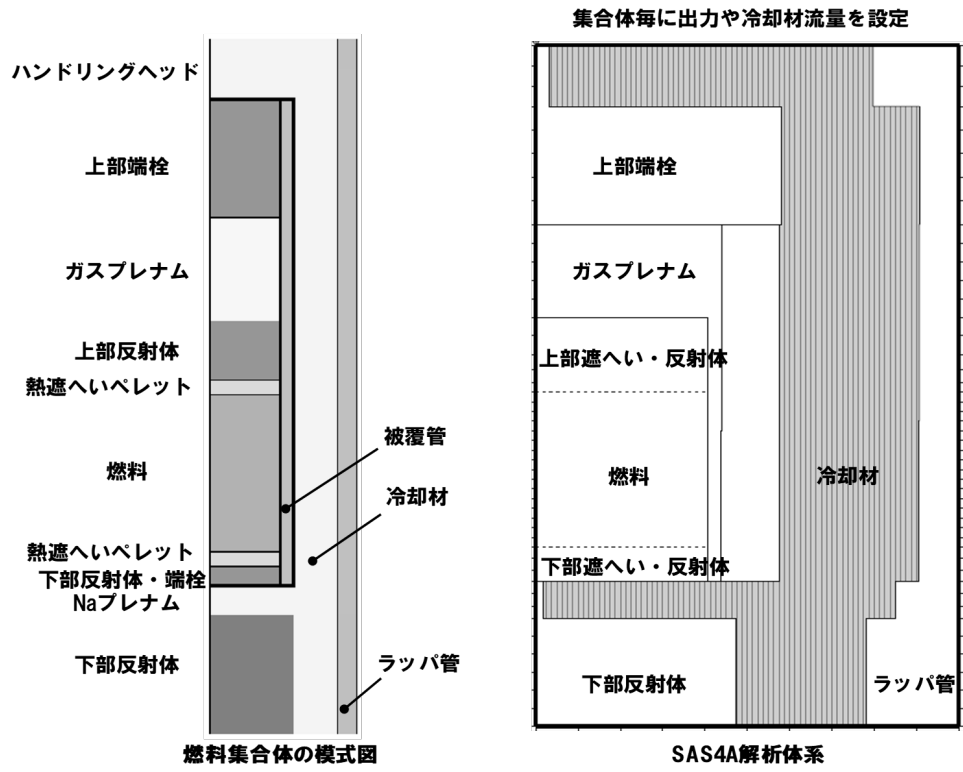 集合体毎に出力や冷却材流量を設定
ハンドリングヘッド
上部端栓
ガスプレナム
上部反射体
熱遮へいペレット
燃料
熱遮へいペレット
下部反射体・端栓
Naプレナム
下部反射体
被覆管
冷却材
ラッパ管
燃料集合体の模式図
上部端栓
ガスプレナム
上部遮へい・反射体
燃料
冷却材
下部遮へい・反射体
下部反射体
ラッパ管
SAS4A解析体系